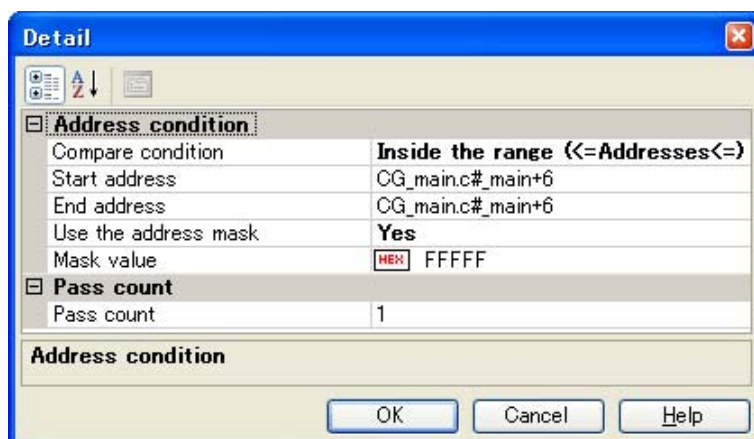 Detail
A
Z
Address condition
Compare condition Inside the range (<=Addresses<=)
Start address CG_main.c#_main+6
End address CG_main.c#_main+6
Use the address mask Yes
Mask value HEX FFFFF
Pass count
Pass count 1
Address condition
OK Cancel Help